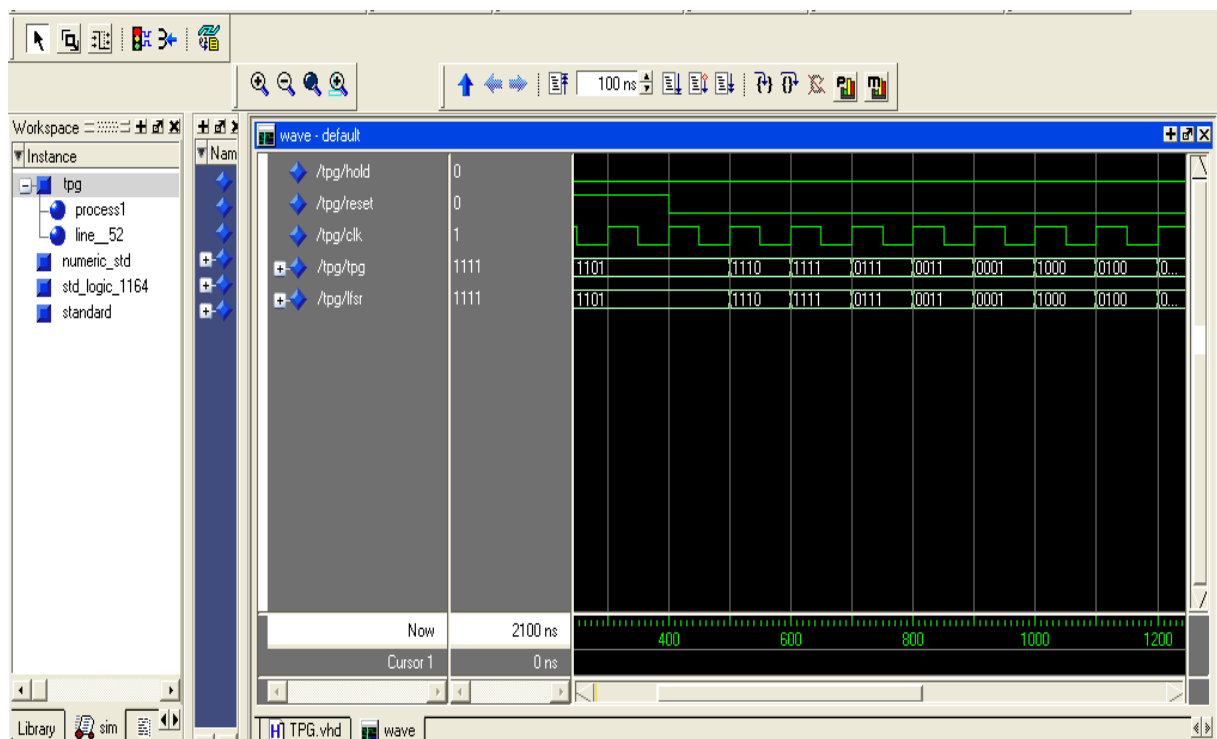 100 ns
Workspace
Instance
tpg
process1
line__52
numeric_std
std_logic_1164
standard
Nam
wave - default
/tpg/hold 0
/tpg/reset 0
/tpg/clk 1
/tpg/tpg 1111 1101 1110 1111 0111 0011 0001 1000 0100 0...
/tpg/lfsr 1111 1101 1110 1111 0111 0011 0001 1000 0100 0...
Now 2100 ns 400 600 800 1000 1200
Cursor 1 0 ns
Library sim
H TPG.vhd wave